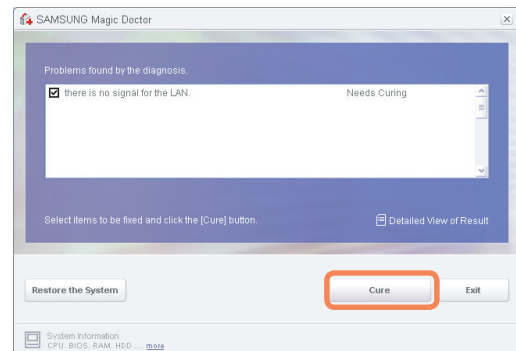 SAMSUNG Magic Doctor
Problems found by the diagnosis.
there is no signal for the LAN. Needs Curing
Select items to be fixed and click the [Cure] button. Detailed View of Result
Restore the System Cure Exit
System Information
CPU. BIOS. RAM. HDD .... more